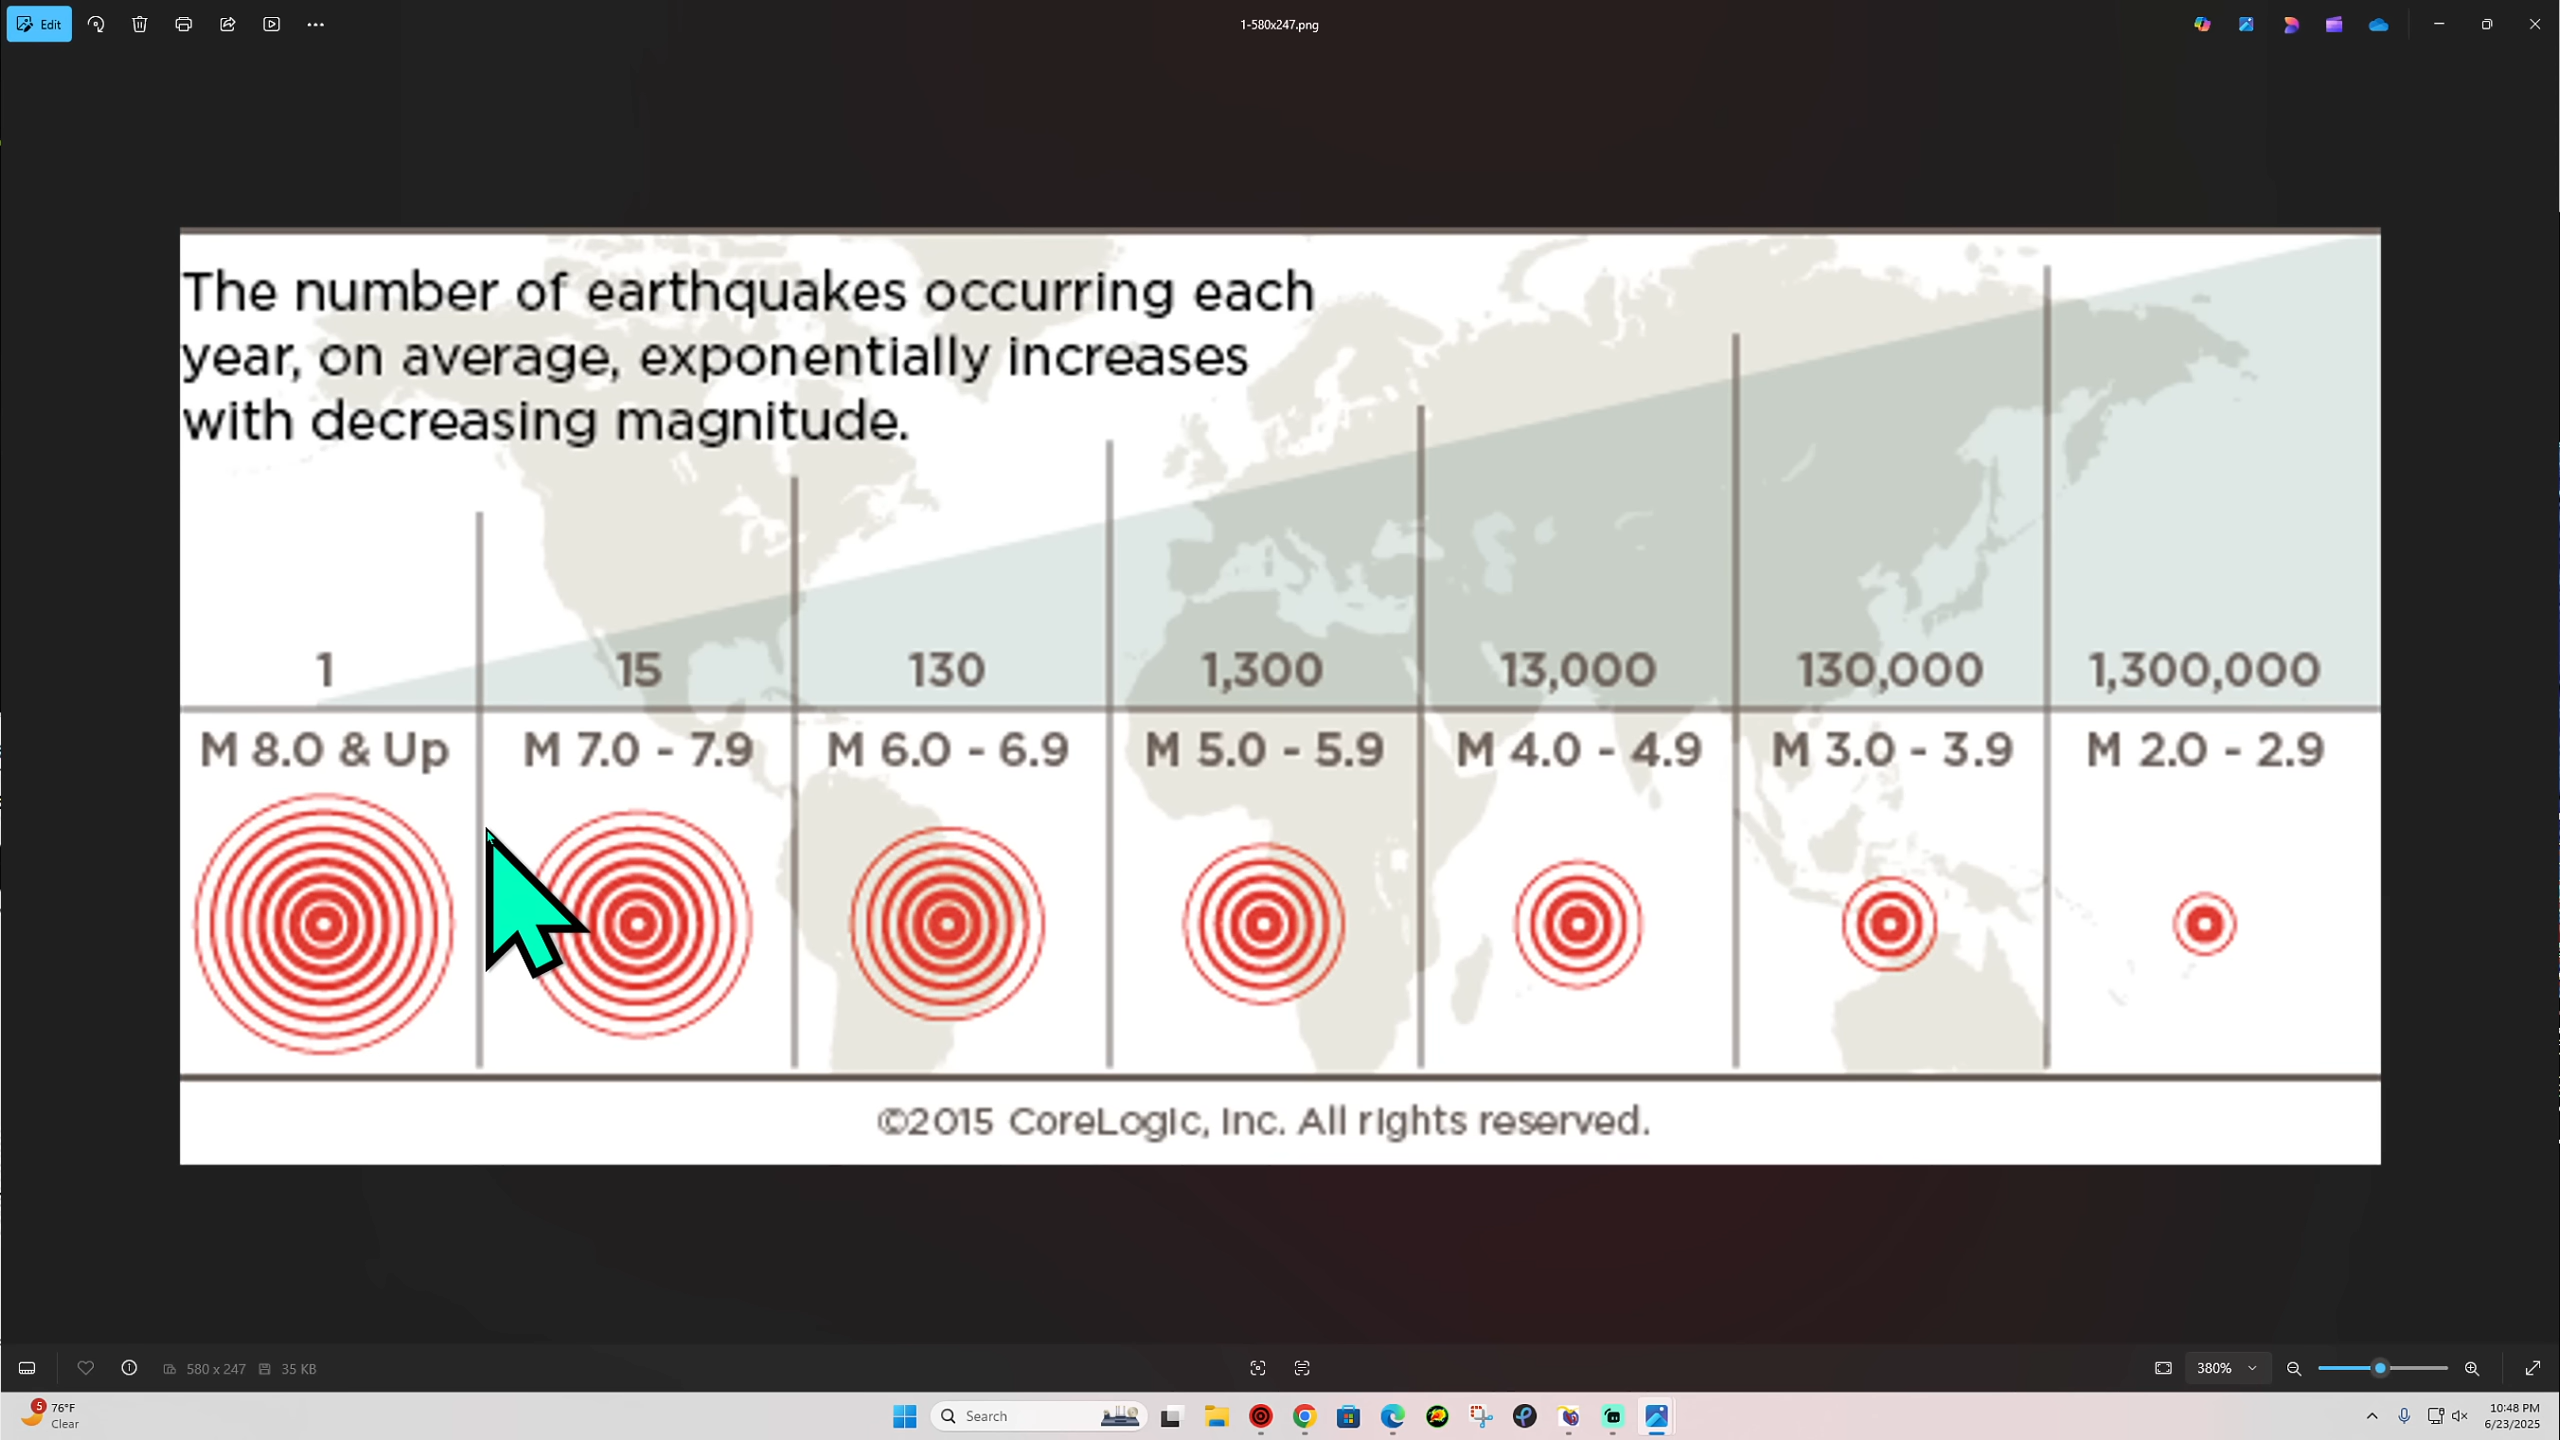 Edit
1-580x247.png
The number of earthquakes occurring each
year, on average, exponentially increases
with decreasing magnitude.
1 15 130 1,300 13,000 130,000 1,300,000
M 8.0 & Up M 7.0 - 7.9 M 6.0 - 6.9 M 5.0 - 5.9 M 4.0 - 4.9 M 3.0 - 3.9 M 2.0 - 2.9
©2015 CoreLogic, Inc. All rights reserved.
580 x 247 35 KB 380%
5 76°F
Clear
Search
10:48 PM
6/23/2025